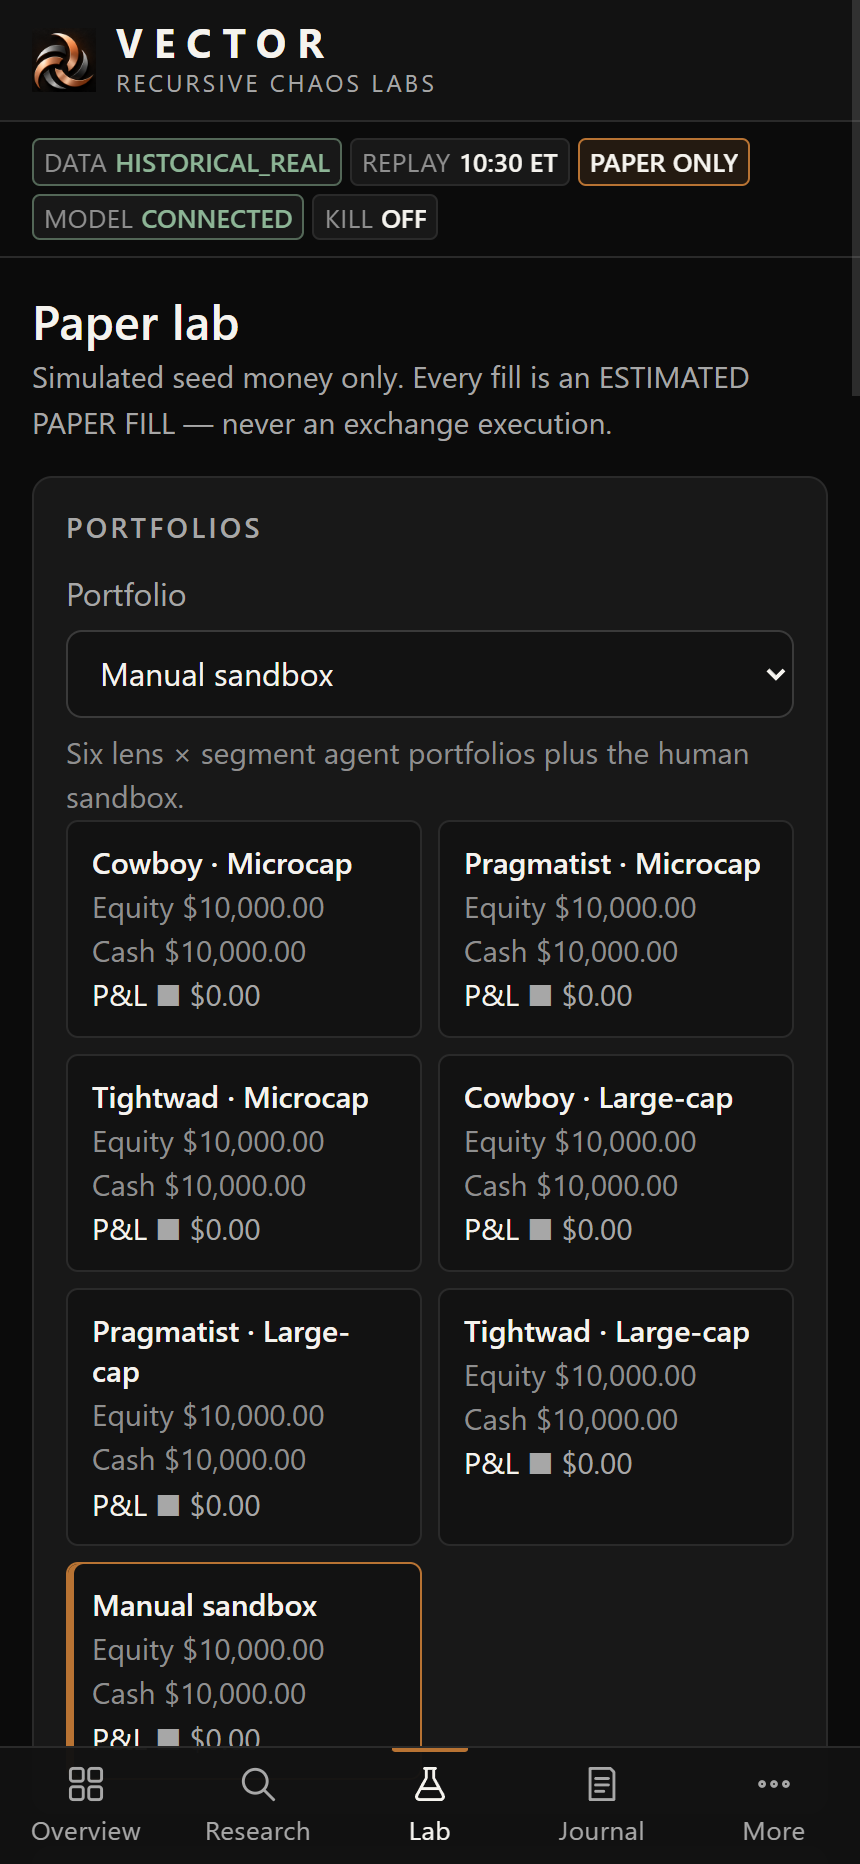 VECTOR
RECURSIVE CHAOS LABS
DATA HISTORICAL_REAL
REPLAY 10:30 ET
PAPER ONLY
MODEL CONNECTED
KILL OFF
Paper lab
Simulated seed money only. Every fill is an ESTIMATED
PAPER FILL — never an exchange execution.
PORTFOLIOS
Portfolio
Manual sandbox
Six lens × segment agent portfolios plus the human
sandbox.
Cowboy · Microcap
Equity $10,000.00
Cash $10,000.00
P&L ■ $0.00
Pragmatist · Microcap
Equity $10,000.00
Cash $10,000.00
P&L ■ $0.00
Tightwad · Microcap
Equity $10,000.00
Cash $10,000.00
P&L ■ $0.00
Cowboy · Large-cap
Equity $10,000.00
Cash $10,000.00
P&L ■ $0.00
Pragmatist · Large-
cap
Equity $10,000.00
Cash $10,000.00
P&L ■ $0.00
Tightwad · Large-cap
Equity $10,000.00
Cash $10,000.00
P&L ■ $0.00
Manual sandbox
Equity $10,000.00
Cash $10,000.00
P&L ■ $0.00
Overview
Research
Lab
Journal
More